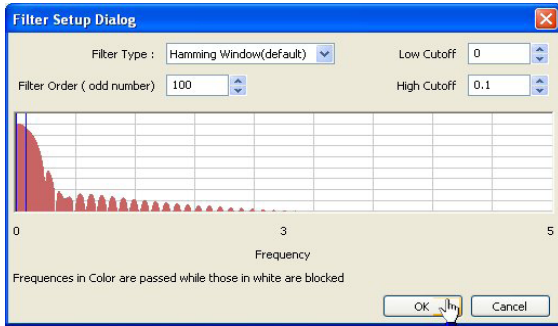 Filter Setup Dialog
Filter Type : Hamming Window(default) Low Cutoff 0
Filter Order ( odd number) 100 High Cutoff 0.1
0 3 5
Frequency
Frequences in Color are passed while those in white are blocked
OK Cancel